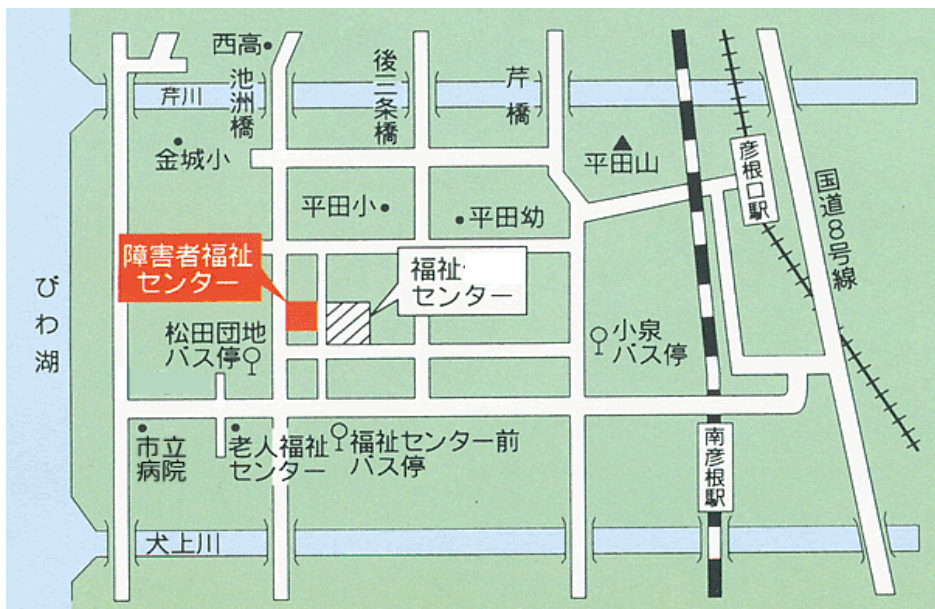 西高
芹川
池洲橋
後三条橋
芹橋
金城小
平田山
彦根口駅
国道8号線
平田小
平田幼
障害者福祉
センター
福祉
センター
びわ湖
松田団地
バス停
小泉
バス停
市立
病院
老人福祉
センター
福祉センター前
バス停
南彦根駅
犬上川